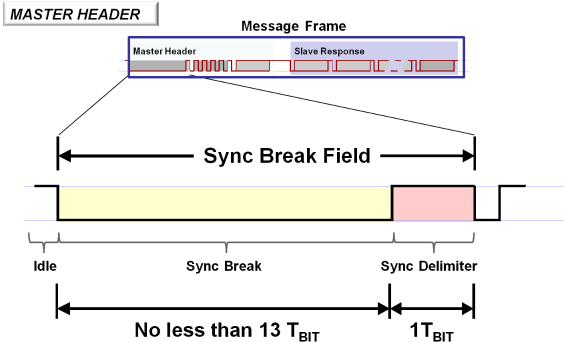 MASTER HEADER
Message Frame
Master Header
Slave Response
Sync Break Field
Idle
Sync Break
Sync Delimiter
No less than 13 TBIT
1TBIT